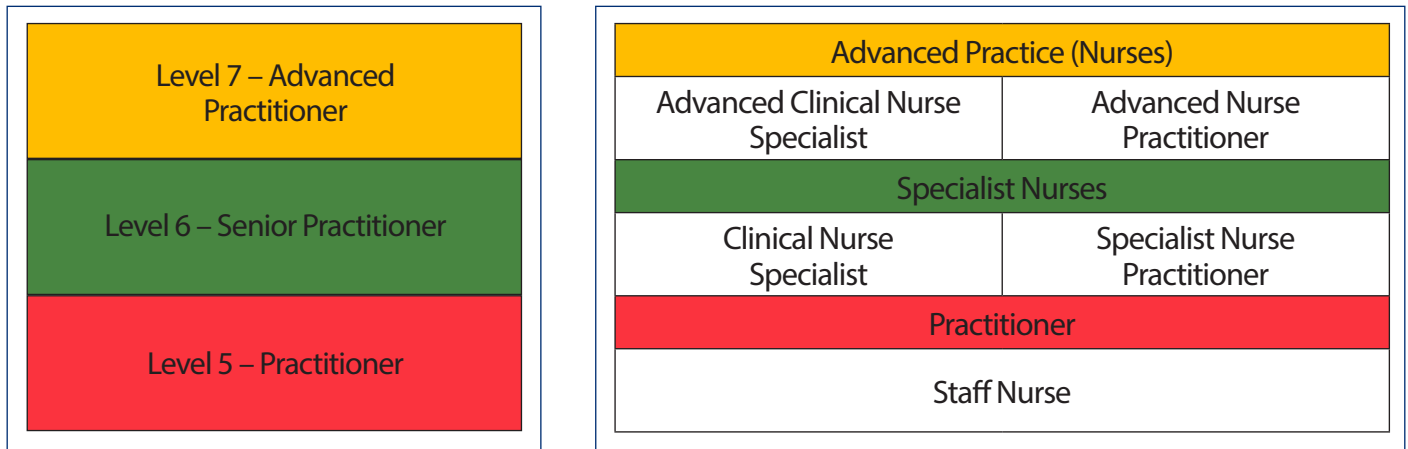 Level 7 – Advanced
Practitioner
Level 6 – Senior Practitioner
Level 5 – Practitioner
Advanced Practice (Nurses)
Advanced Clinical Nurse
Specialist
Advanced Nurse
Practitioner
Specialist Nurses
Clinical Nurse
Specialist
Specialist Nurse
Practitioner
Practitioner
Staff Nurse